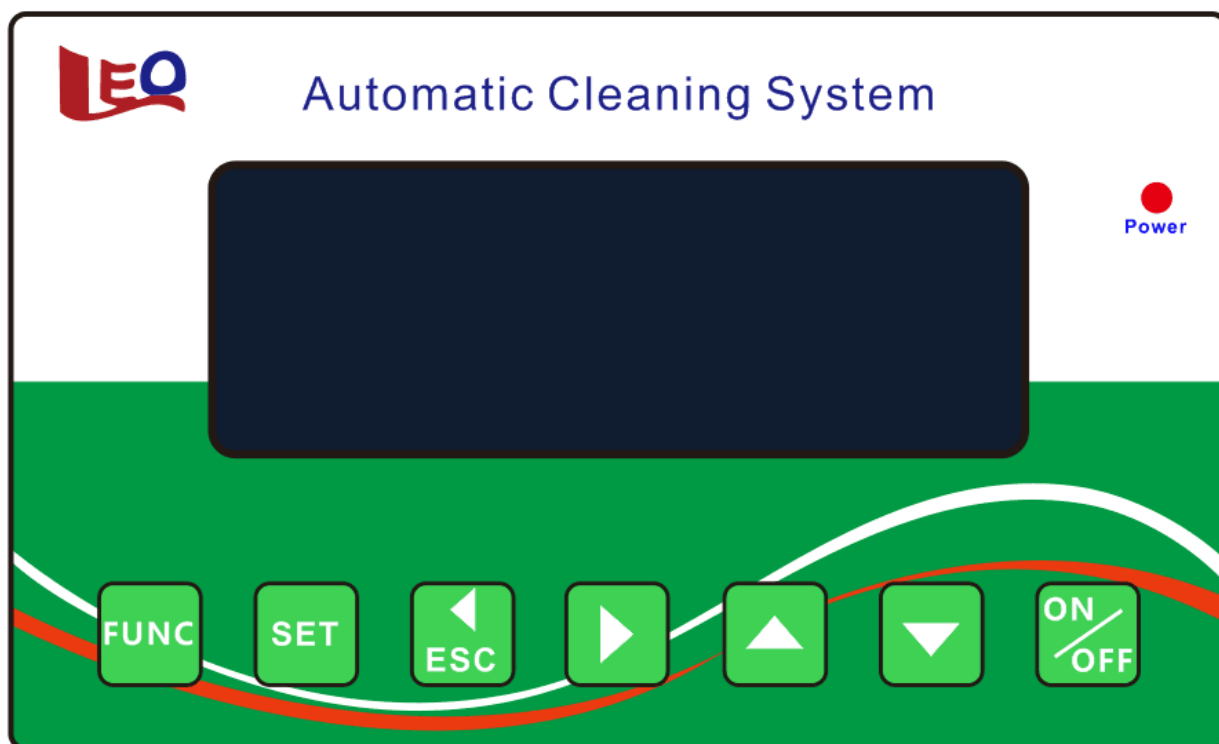 LEO
Automatic Cleaning System
Power
FUNC
SET
ESC
ON
OFF